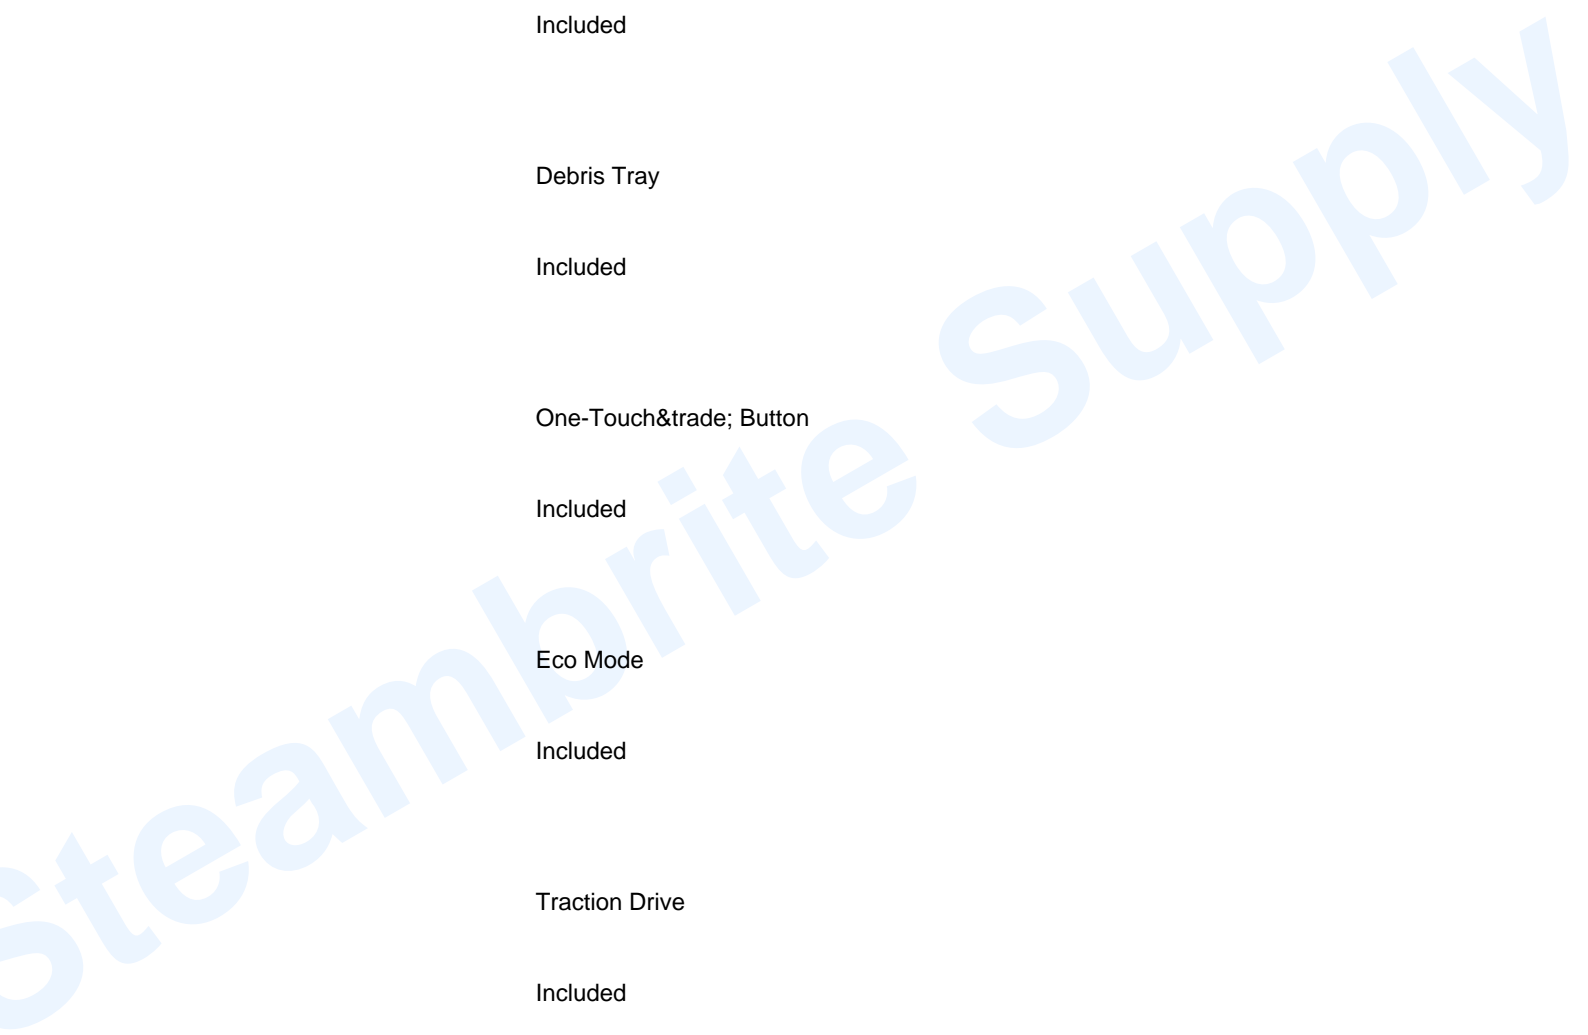 Included
Debris Tray
Included
One-Touch&trade; Button
Included
Eco Mode
Included
Traction Drive
Included
Steambrite Supply